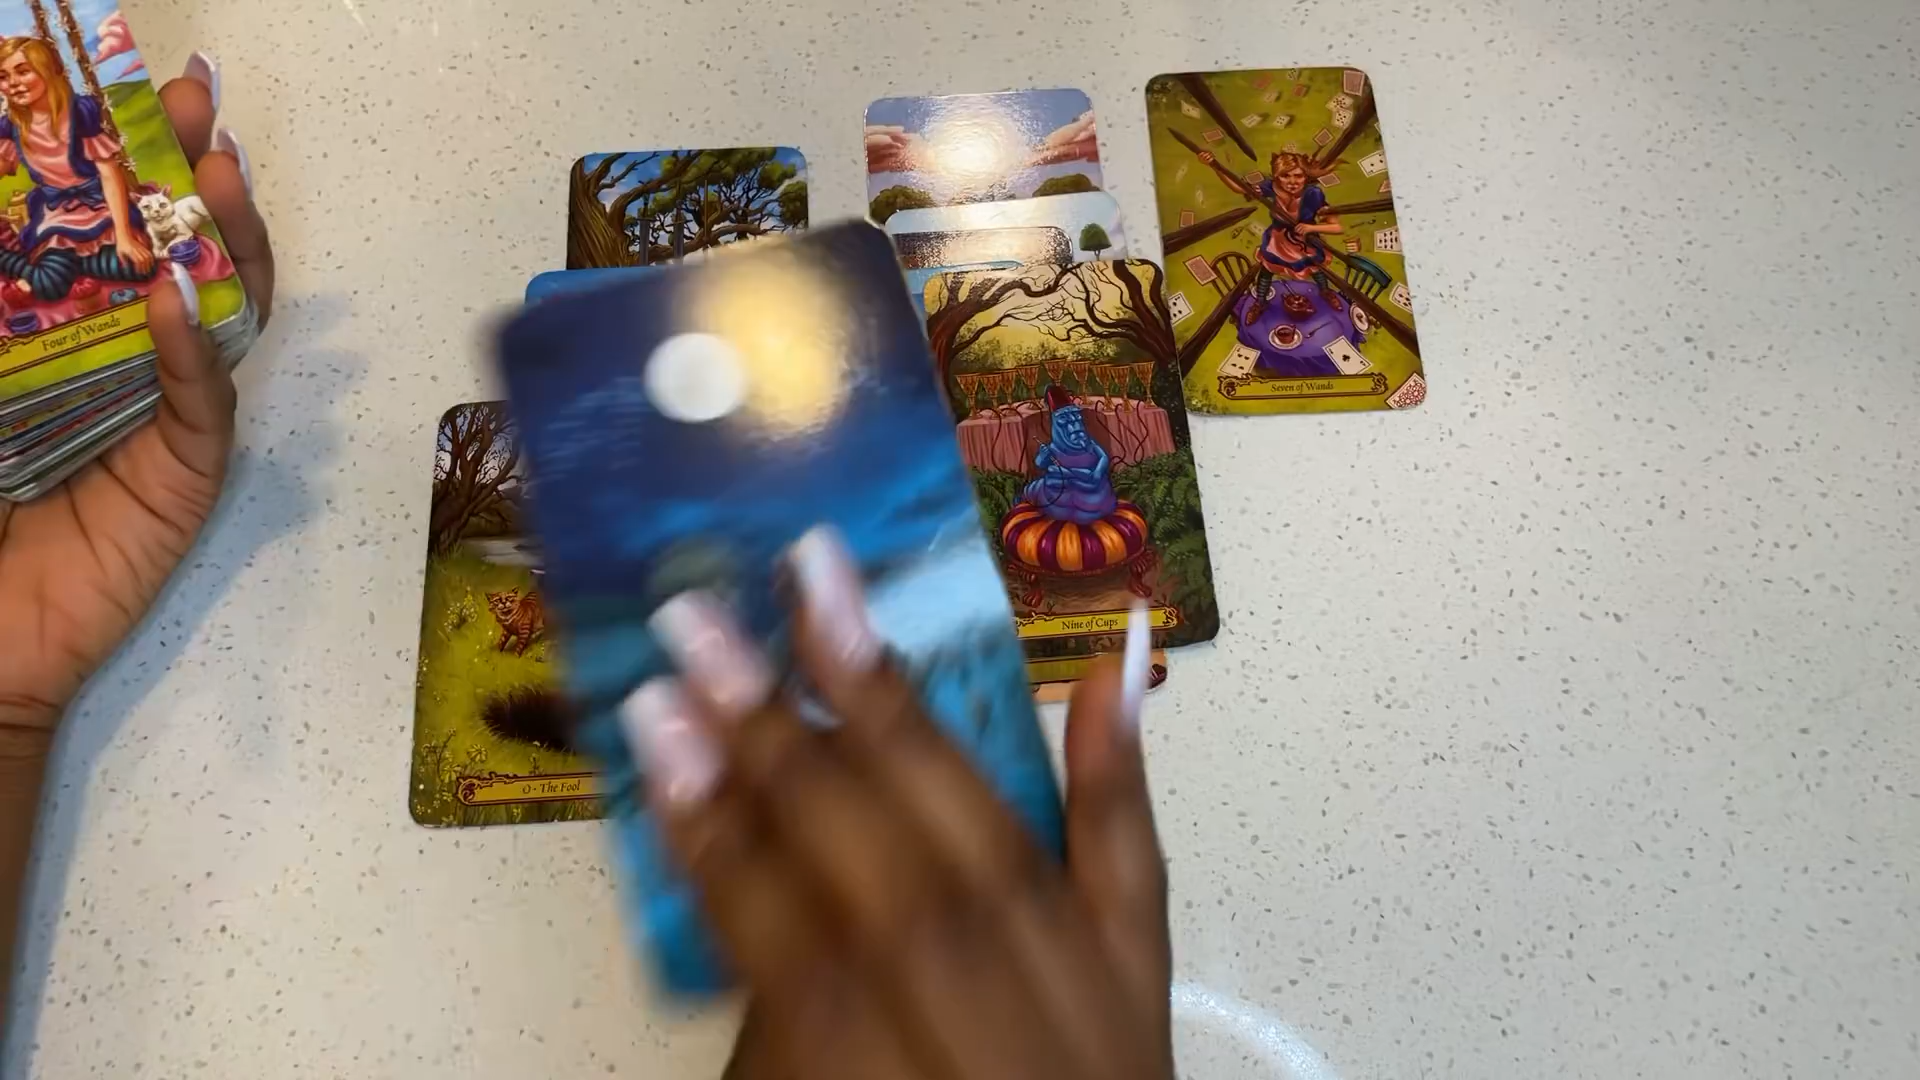 Four of Wands
Seven of Wands
Nine of Cups
0 - The Fool